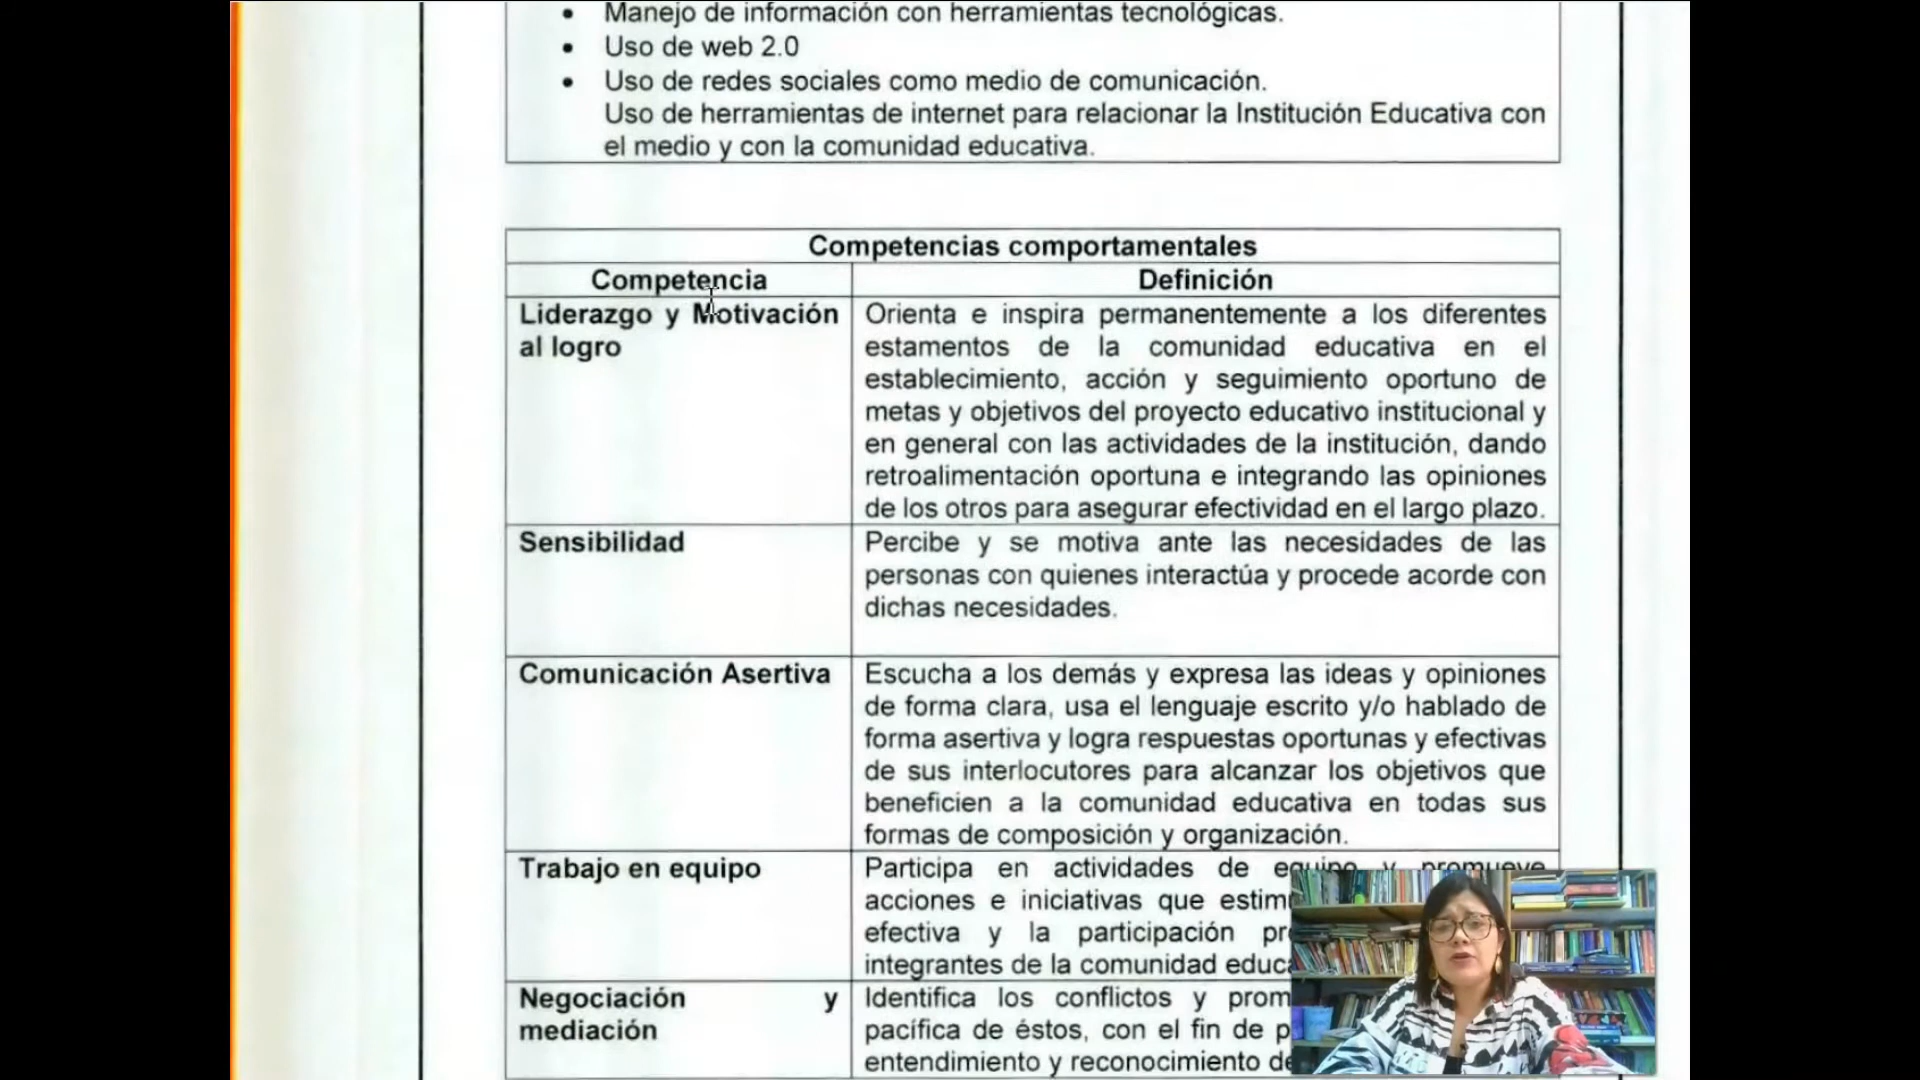 Manejo de información con herramientas tecnológicas.
Uso de web 2.0
Uso de redes sociales como medio de comunicación.
Uso de herramientas de internet para relacionar la Institución Educativa con
el medio y con la comunidad educativa.
Competencias comportamentales
Competencia
Definición
Liderazgo y Motivación
al logro
Orienta e inspira permanentemente a los diferentes
estamentos de la comunidad educativa en el
establecimiento, acción y seguimiento oportuno de
metas y objetivos del proyecto educativo institucional y
en general con las actividades de la institución, dando
retroalimentación oportuna e integrando las opiniones
de los otros para asegurar efectividad en el largo plazo.
Sensibilidad
Percibe y se motiva ante las necesidades de las
personas con quienes interactúa y procede acorde con
dichas necesidades.
Comunicación Asertiva
Escucha a los demás y expresa las ideas y opiniones
de forma clara, usa el lenguaje escrito y/o hablado de
forma asertiva y logra respuestas oportunas y efectivas
de sus interlocutores para alcanzar los objetivos que
beneficien a la comunidad educativa en todas sus
formas de composición y organización.
Trabajo en equipo
Participa en actividades de equipo y promueve
acciones e iniciativas que
efectiva y la participación
integrantes de la comunidad
Negociación y
mediación
Identifica los conflictos y
pacífica de éstos, con el fin de
entendimiento y reconocimiento